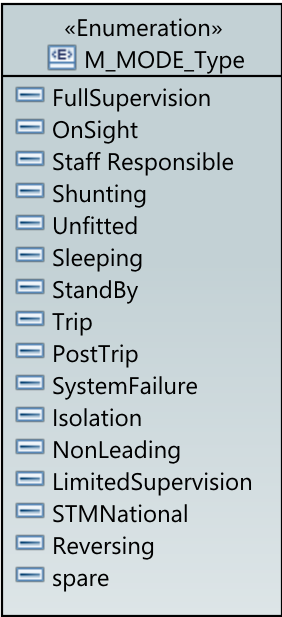 «Enumeration»
<E> M_MODE_Type
FullSupervision
OnSight
Staff Responsible
Shunting
Unfitted
Sleeping
StandBy
Trip
PostTrip
SystemFailure
Isolation
NonLeading
LimitedSupervision
STMNational
Reversing
spare